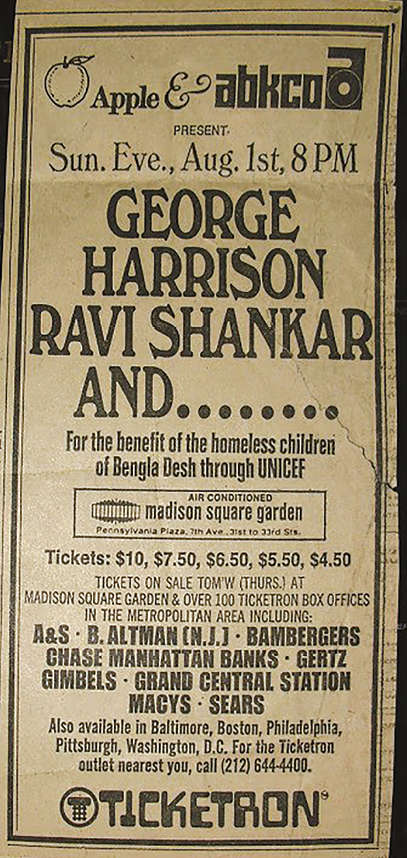 Apple & abkco
PRESENT
Sun. Eve., Aug. 1st, 8 PM
GEORGE
HARRISON
RAVI SHANKAR
AND.........
For the benefit of the homeless children
of Bengla Desh through UNICEF
AIR CONDITIONED
madison square garden
Pennsylvania Plaza, 7th Ave., 31st to 33rd Sts.
Tickets: $10, $7.50, $6.50, $5.50, $4.50
TICKETS ON SALE TOM'W (THURS.) AT
MADISON SQUARE GARDEN & OVER 100 TICKETRON BOX OFFICES
IN THE METROPOLITAN AREA INCLUDING:
A&S · B. ALTMAN (N.J.) · BAMBERGERS
CHASE MANHATTAN BANKS · GERTZ
GIMBELS · GRAND CENTRAL STATION
MACYS · SEARS
Also available in Baltimore, Boston, Philadelphia,
Pittsburgh, Washington, D.C. For the Ticketron
outlet nearest you, call (212) 644-4400.
TICKETRON